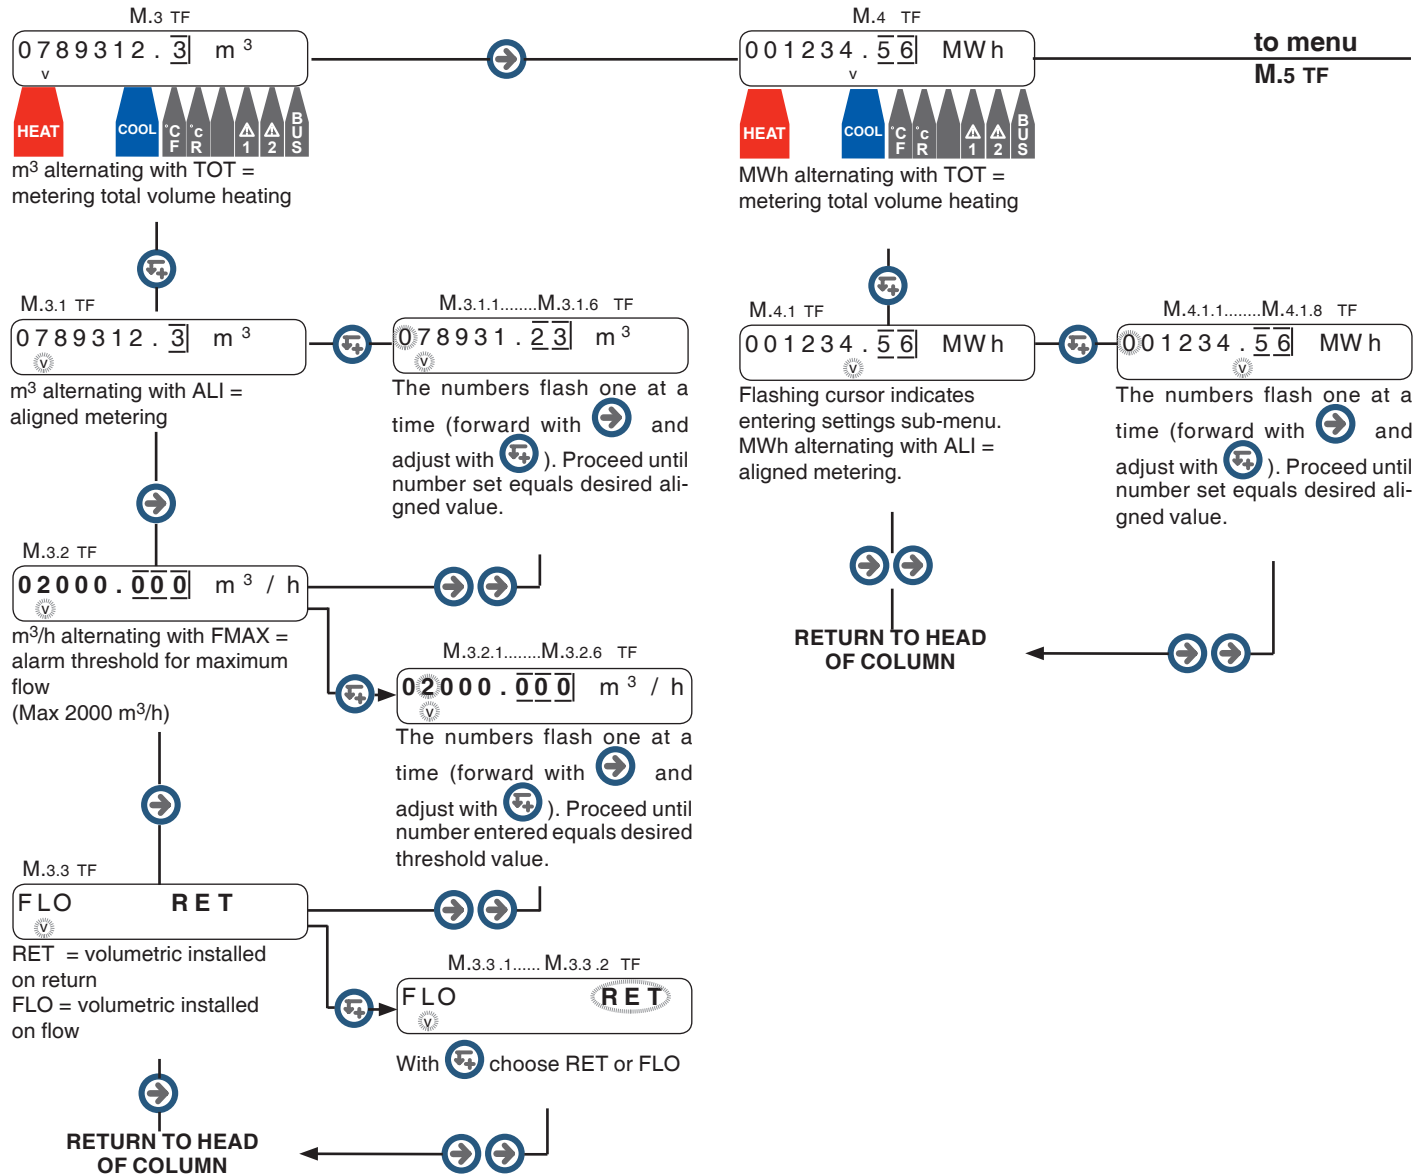 M.3 TF
0789312.3 m³
v
HEAT COOL °C F °c R ⚠ 1 ⚠ 2 BUS
m³ alternating with TOT =
metering total volume heating
M.3.1 TF
0789312.3 m³
v
m³ alternating with ALI =
aligned metering
M.3.1.1........M.3.1.6 TF
078931.23 m³
v
The numbers flash one at a
time (forward with and
adjust with ). Proceed until
number set equals desired ali-
gned value.
M.3.2 TF
02000.000 m³ / h
v
m³/h alternating with FMAX =
alarm threshold for maximum
flow
(Max 2000 m³/h)
M.3.2.1........M.3.2.6 TF
02000.000 m³ / h
v
The numbers flash one at a
time (forward with and
adjust with ). Proceed until
number entered equals desired
threshold value.
M.3.3 TF
FLO RET
v
RET = volumetric installed
on return
FLO = volumetric installed
on flow
M.3.3 .1...... M.3.3 .2 TF
FLO RET
v
With choose RET or FLO
RETURN TO HEAD
OF COLUMN
M.4 TF
001234.56 MWh
v
HEAT COOL °C F °c R ⚠ 1 ⚠ 2 BUS
MWh alternating with TOT =
metering total volume heating
to menu
M.5 TF
M.4.1 TF
001234.56 MWh
v
Flashing cursor indicates
entering settings sub-menu.
MWh alternating with ALI =
aligned metering.
M.4.1.1........M.4.1.8 TF
001234.56 MWh
v
The numbers flash one at a
time (forward with and
adjust with ). Proceed until
number set equals desired ali-
gned value.
RETURN TO HEAD
OF COLUMN